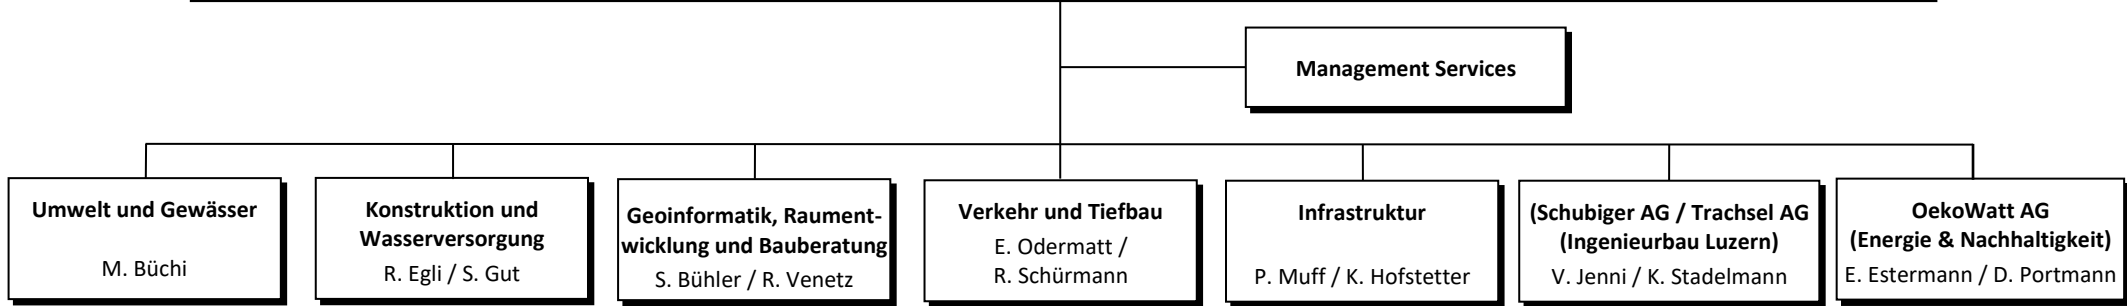 Management Services
Umwelt und Gewässer
M. Büchi
Konstruktion und
Wasserversorgung
R. Egli / S. Gut
Geoinformatik, Raument-
wicklung und Bauberatung
S. Bühler / R. Venetz
Verkehr und Tiefbau
E. Odermatt /
R. Schürmann
Infrastruktur
P. Muff / K. Hofstetter
(Schubiger AG / Trachsel AG
(Ingenieurbau Luzern)
V. Jenni / K. Stadelmann
OekoWatt AG
(Energie & Nachhaltigkeit)
E. Estermann / D. Portmann